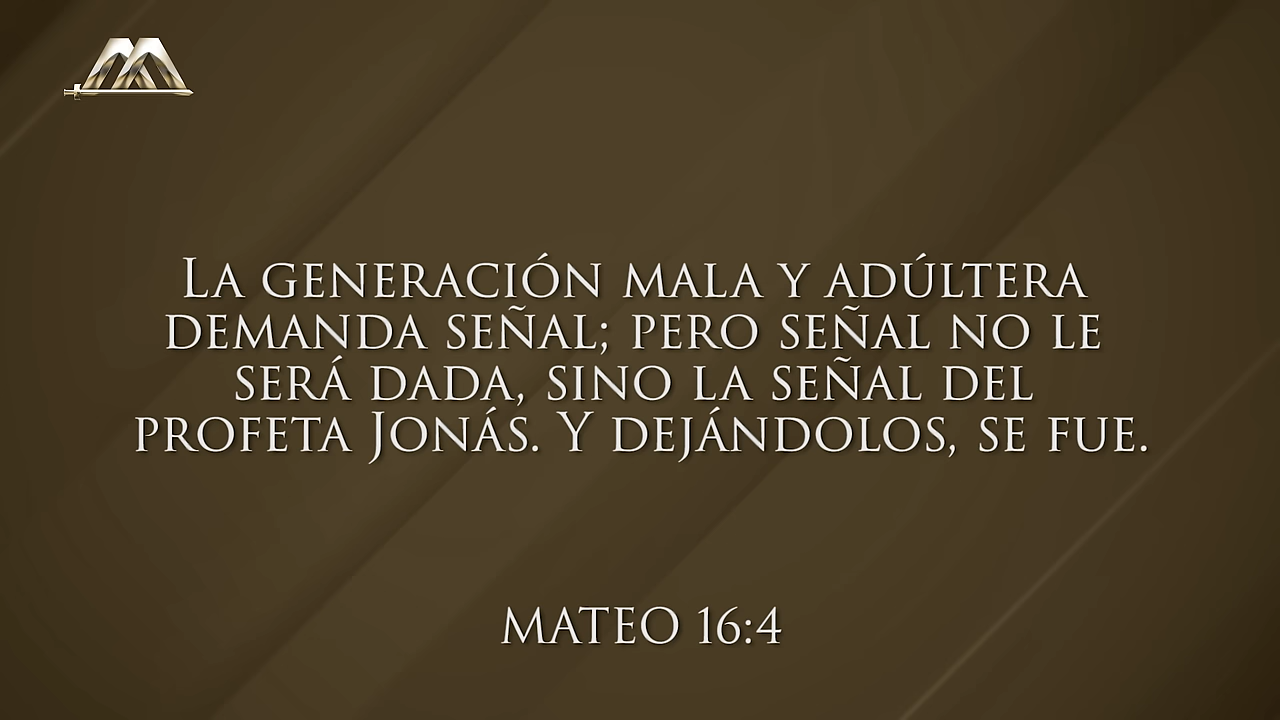 La generación mala y adúltera
demanda señal; pero señal no le
será dada, sino la señal del
profeta Jonás. Y dejándolos, se fue.
MATEO 16:4